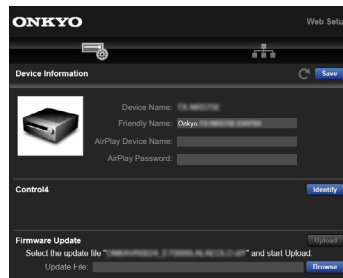 ONKYO
Web Setu
Device Information
Save
Device Name:
Friendly Name: Onkyo
AirPlay Device Name:
AirPlay Password:
Control4
Identify
Firmware Update
Upload
Select the update file "
" and start Upload.
Update File:
Browse